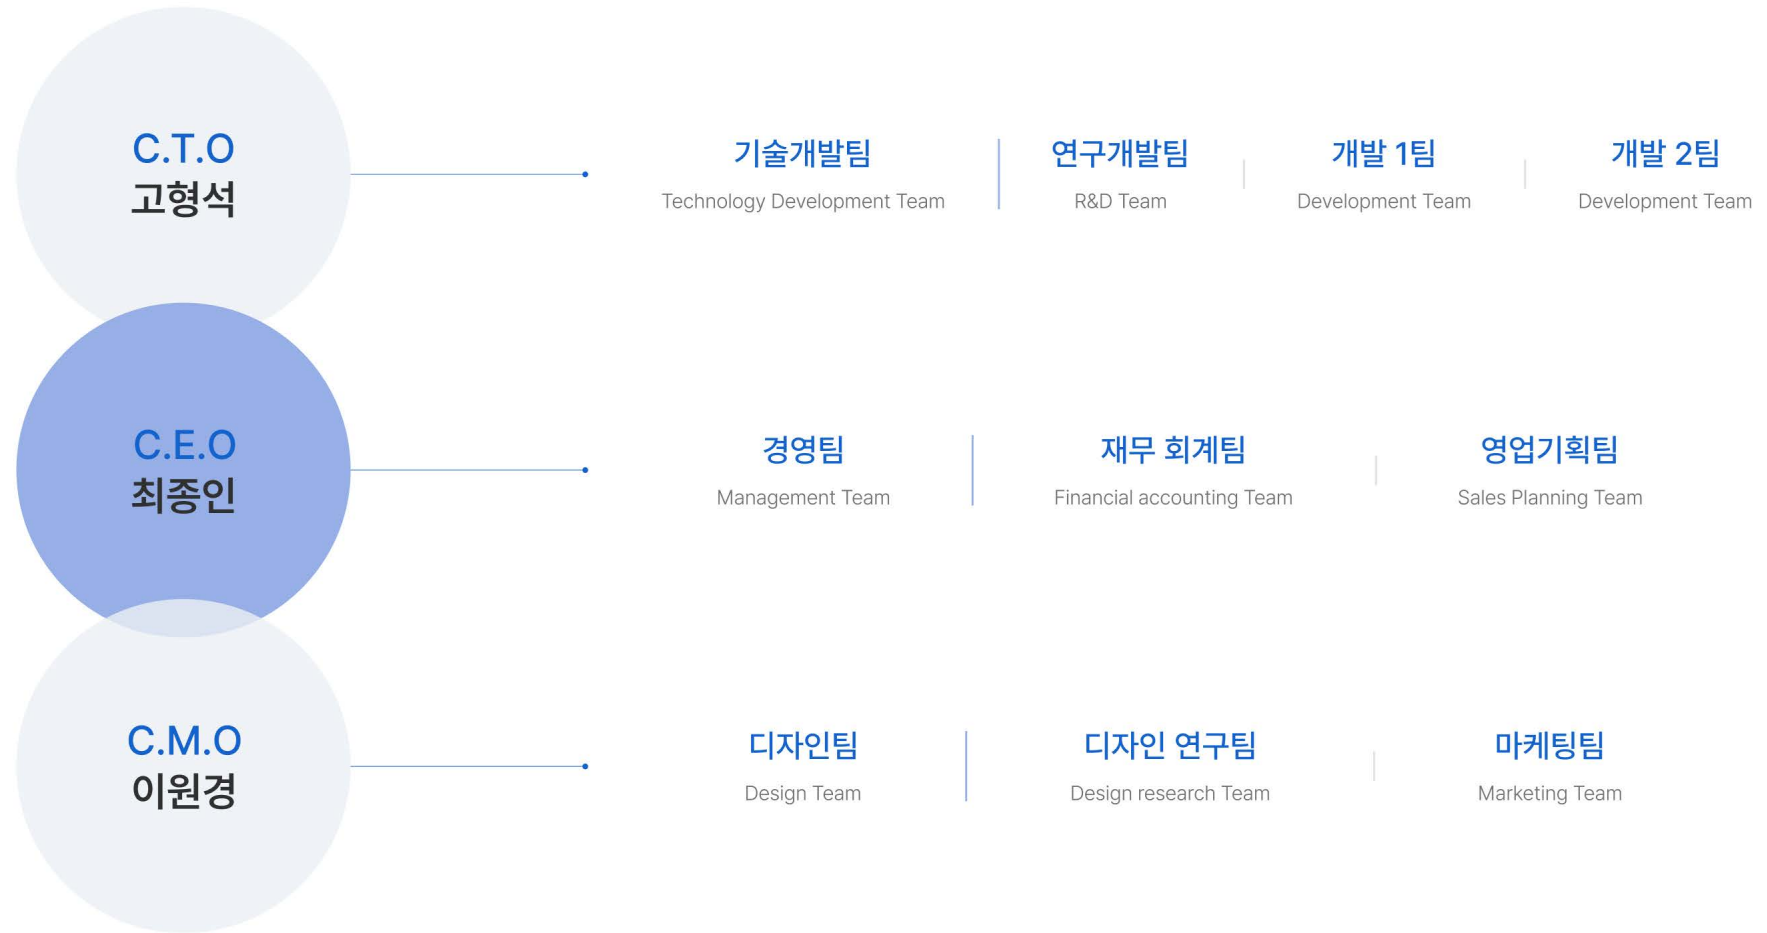 C.T.O
고형석
기술개발팀
Technology Development Team
연구개발팀
R&D Team
개발 1팀
Development Team
개발 2팀
Development Team
C.E.O
최종인
경영팀
Management Team
재무 회계팀
Financial accounting Team
영업기획팀
Sales Planning Team
C.M.O
이원경
디자인팀
Design Team
디자인 연구팀
Design research Team
마케팅팀
Marketing Team